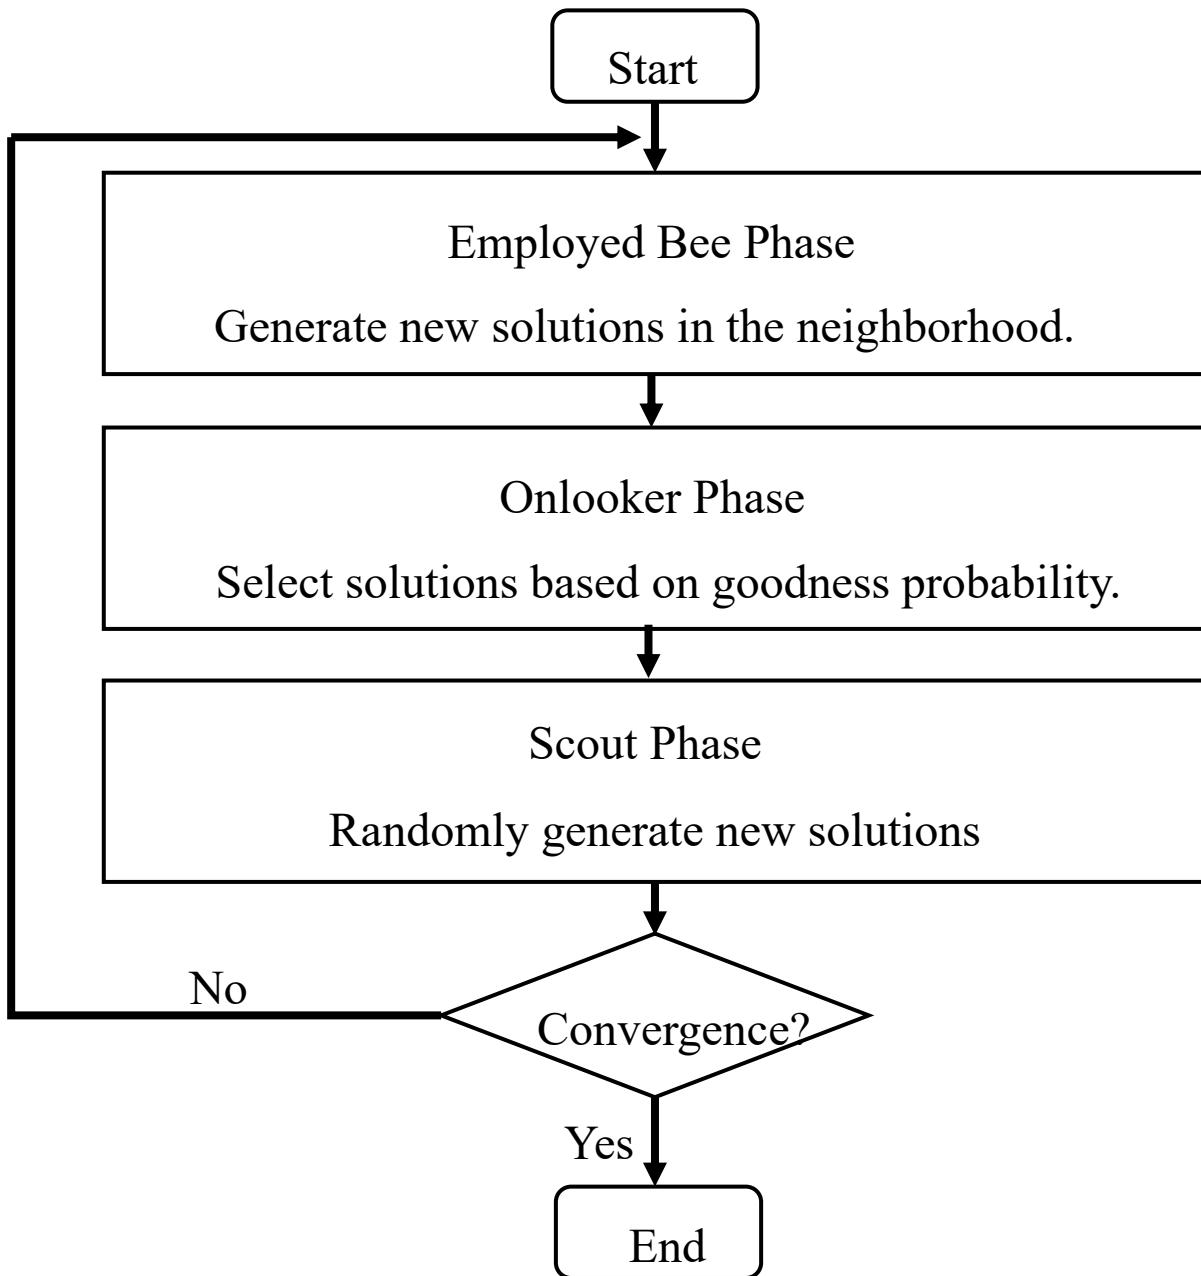 Start
Employed Bee Phase
Generate new solutions in the neighborhood.
Onlooker Phase
Select solutions based on goodness probability.
Scout Phase
Randomly generate new solutions
No
Convergence?
Yes
End